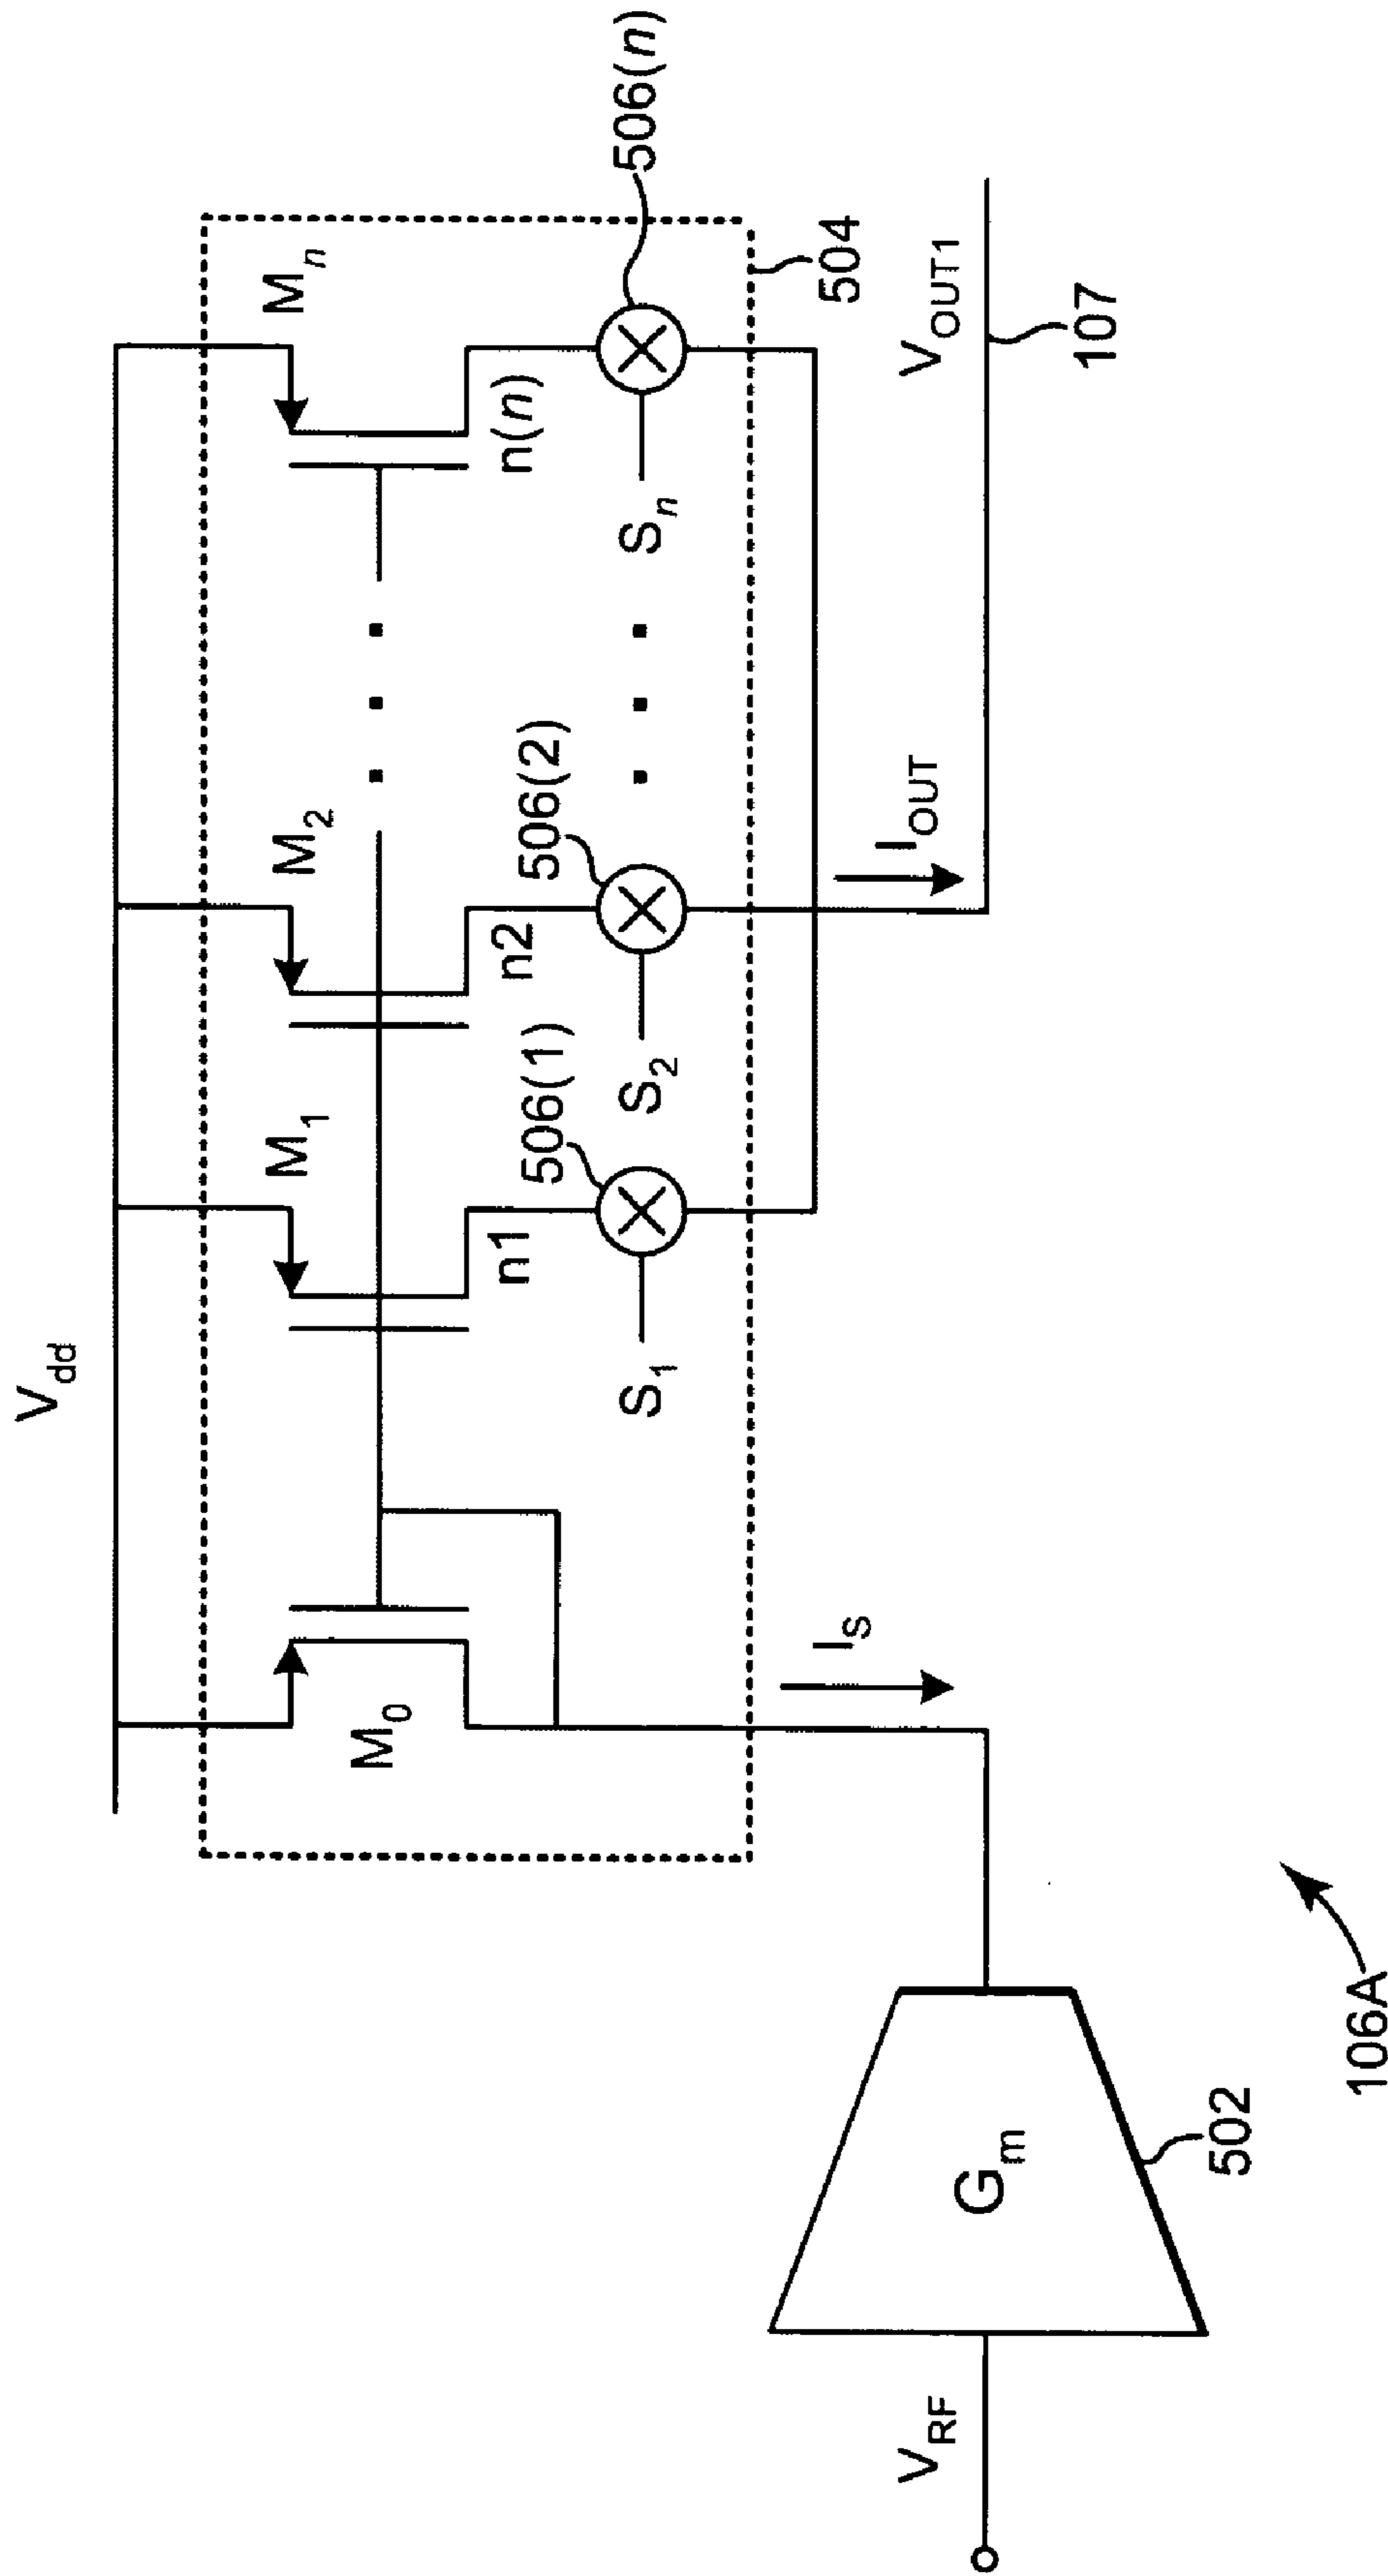 V_dd
M_0
M_1
M_2
M_n
n1
n2
n(n)
506(1)
506(2)
506(n)
S_1
S_2
S_n
504
I_S
I_OUT
V_OUT1
107
V_RF
G_m
502
106A